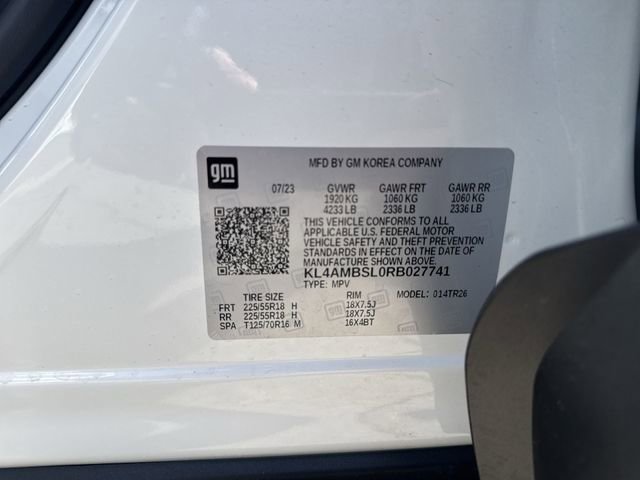 gm
MFD BY GM KOREA COMPANY
07/23 GVWR GAWR FRT GAWR RR
1920 KG 1060 KG 1060 KG
4233 LB 2336 LB 2336 LB
THIS VEHICLE CONFORMS TO ALL
APPLICABLE U.S. FEDERAL MOTOR
VEHICLE SAFETY AND THEFT PREVENTION
STANDARDS IN EFFECT ON THE DATE OF
MANUFACTURE SHOWN ABOVE.
KL4AMBSL0RB027741
TYPE: MPV MODEL: 014TR26
TIRE SIZE RIM
FRT 225/55R18 H 18X7.5J
RR 225/55R18 H 18X7.5J
SPA T125/70R16 M 16X4BT